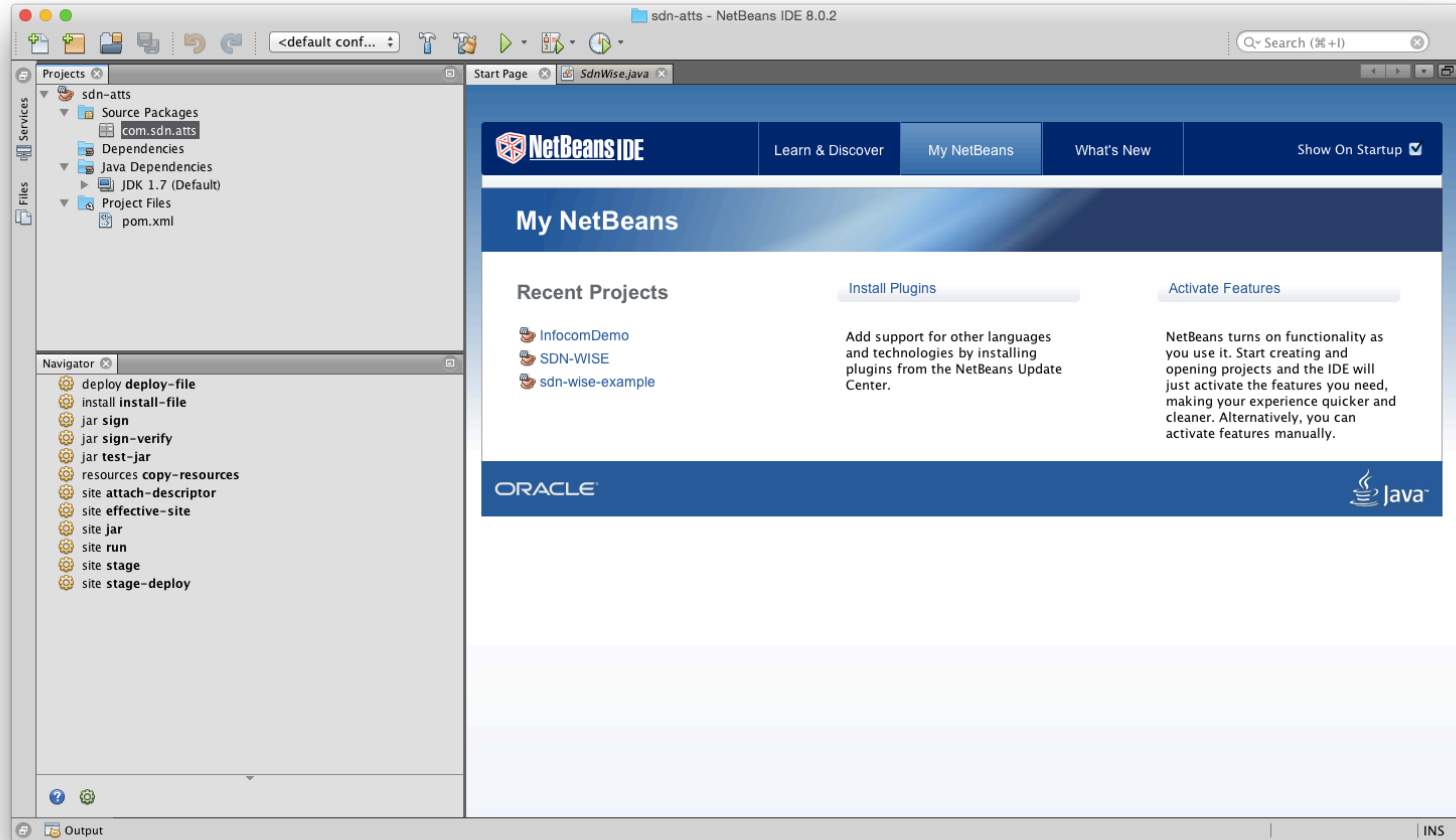 sdn-atts - NetBeans IDE 8.0.2
<default conf...
Search (⌘+I)
Services
Files
Projects
sdn-atts
Source Packages
com.sdn.atts
Dependencies
Java Dependencies
JDK 1.7 (Default)
Project Files
pom.xml
Navigator
deploy deploy-file
install install-file
jar sign
jar sign-verify
jar test-jar
resources copy-resources
site attach-descriptor
site effective-site
site jar
site run
site stage
site stage-deploy
Start Page
SdnWise.java
NetBeans IDE
Learn & Discover
My NetBeans
What's New
Show On Startup
My NetBeans
Recent Projects
InfocomDemo
SDN-WISE
sdn-wise-example
Install Plugins
Add support for other languages
and technologies by installing
plugins from the NetBeans Update
Center.
Activate Features
NetBeans turns on functionality as
you use it. Start creating and
opening projects and the IDE will
just activate the features you need,
making your experience quicker and
cleaner. Alternatively, you can
activate features manually.
ORACLE
Java
Output
INS